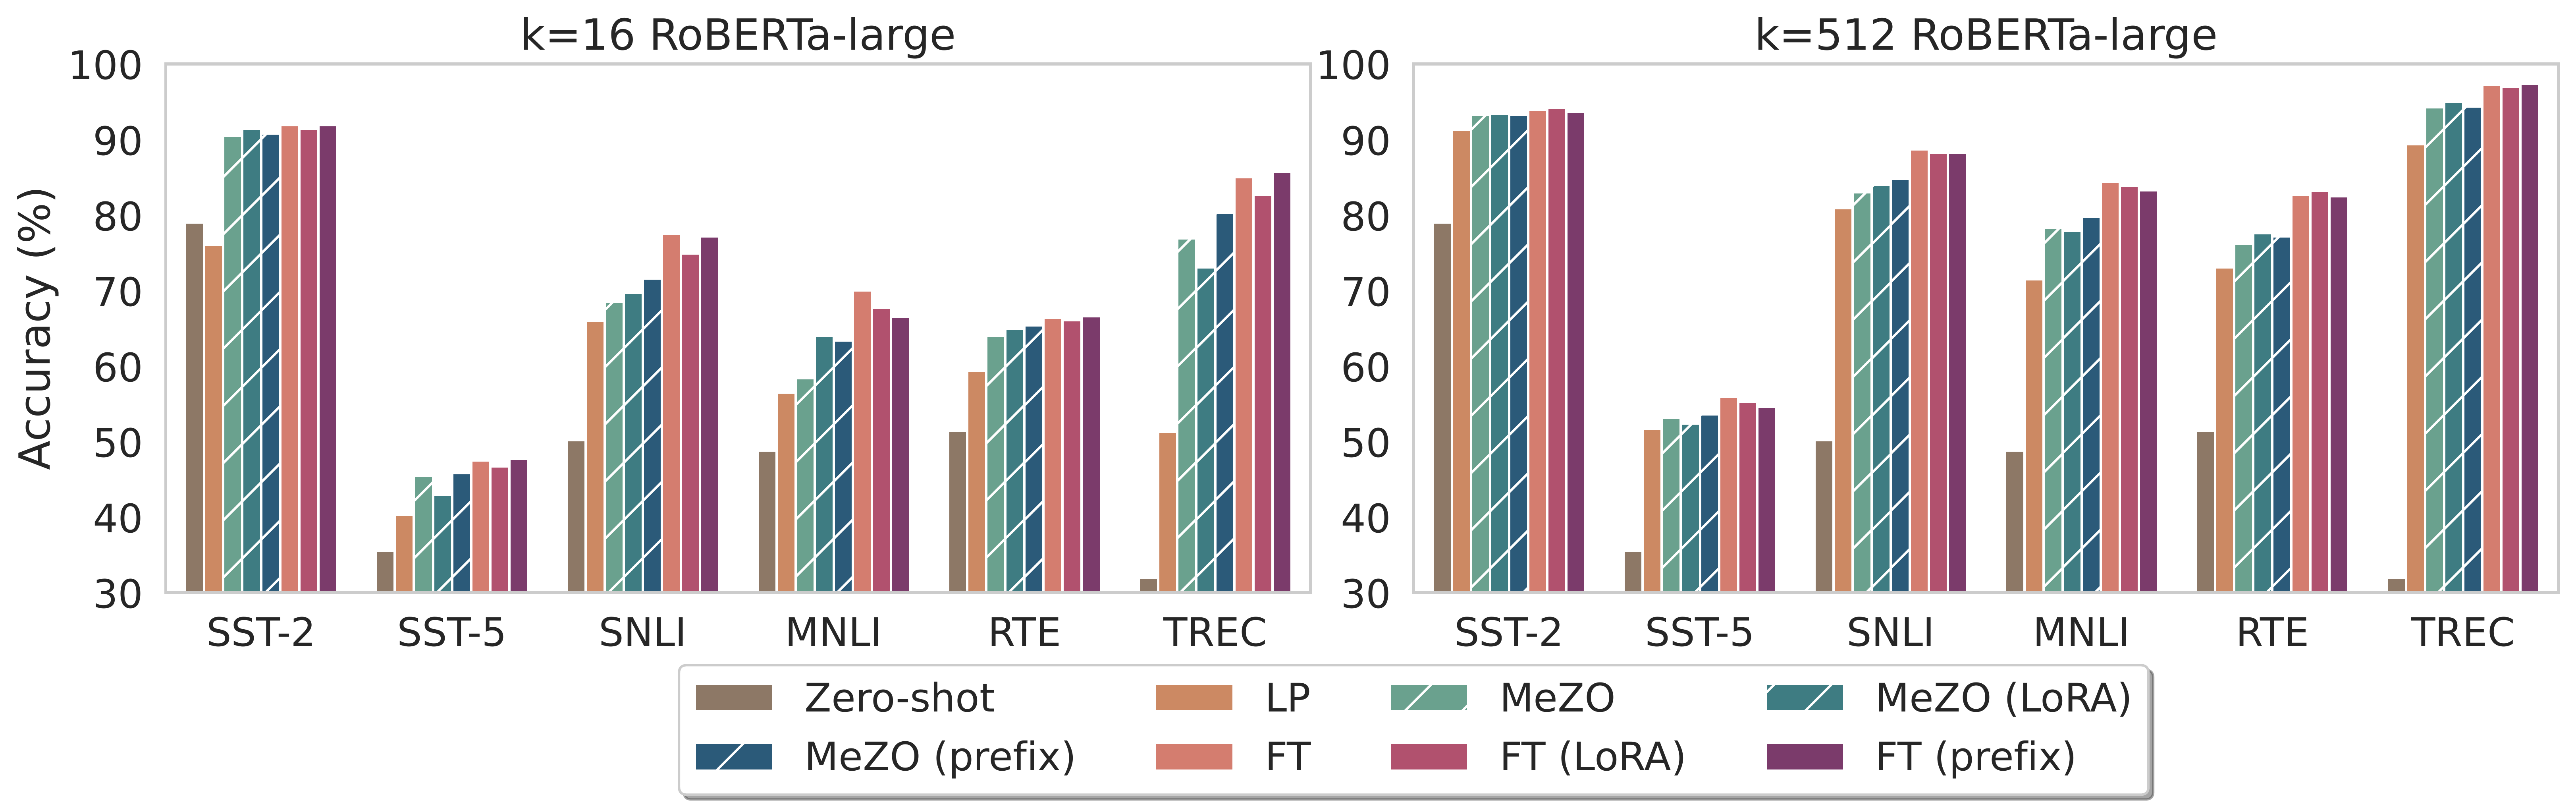 k=16 RoBERTa-large
k=512 RoBERTa-large
Accuracy (%)
100
90
80
70
60
50
40
30
SST-2 SST-5 SNLI MNLI RTE TREC
100
90
80
70
60
50
40
30
SST-2 SST-5 SNLI MNLI RTE TREC
Zero-shot LP MeZO MeZO (LoRA)
MeZO (prefix) FT FT (LoRA) FT (prefix)